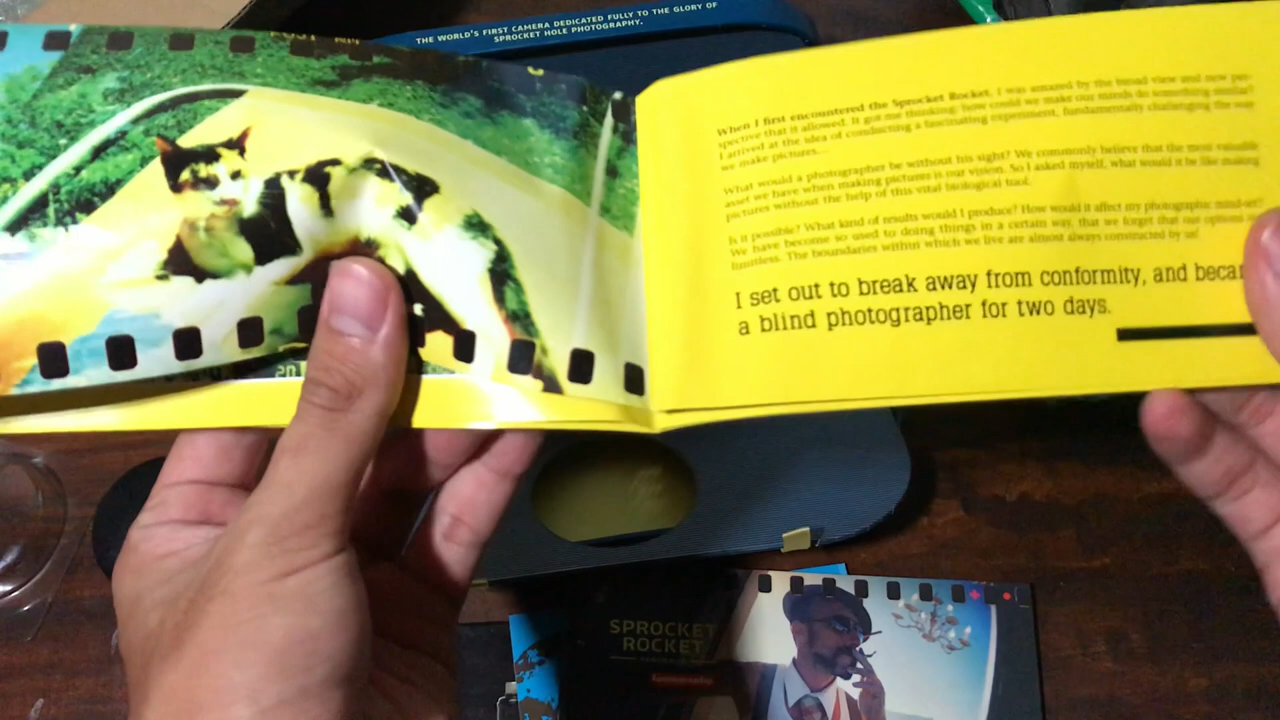 THE WORLD'S FIRST CAMERA DEDICATED FULLY TO THE GLORY OF
SPROCKET HOLE PHOTOGRAPHY.
When I first encountered the Sprocket Rocket, I was amazed by the broad view and new per-
spective that it allowed. It got me thinking: how could we make our minds do something similar?
I arrived at the idea of conducting a fascinating experiment, fundamentally challenging the way
we make pictures...
What would a photographer be without his sight? We commonly believe that the most valuable
asset we have when making pictures is our vision. So I asked myself, what would it be like making
pictures without the help of this vital biological tool.
Is it possible? What kind of results would I produce? How would it affect my photographic mind-set?
We have become so used to doing things in a certain way, that we forget that our options
limitless. The boundaries within which we live are almost always constructed by us!
I set out to break away from conformity, and becam
a blind photographer for two days.
SPROCKET
ROCKET